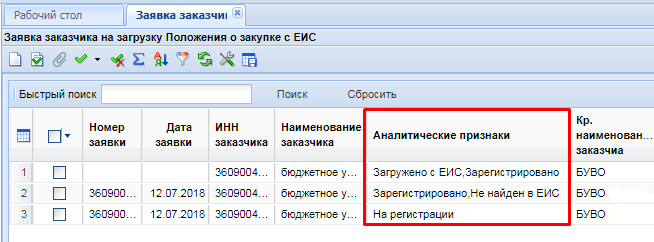 Рабочий стол Заявка заказчик
Заявка заказчика на загрузку Положения о закупке с ЕИС
Быстрый поиск Поиск Сбросить
Номер заявки Дата заявки ИНН заказчика Наименование заказчика Аналитические признаки Кр. наименован... заказчиа
1 3609004... бюджетное у... Загружено с ЕИС,Зарегистрировано БУВО
2 360900... 12.07.2018 3609004... бюджетное у... Зарегистрировано,Не найден в ЕИС БУВО
3 360900... 12.07.2018 3609004... бюджетное у... На регистрации БУВО